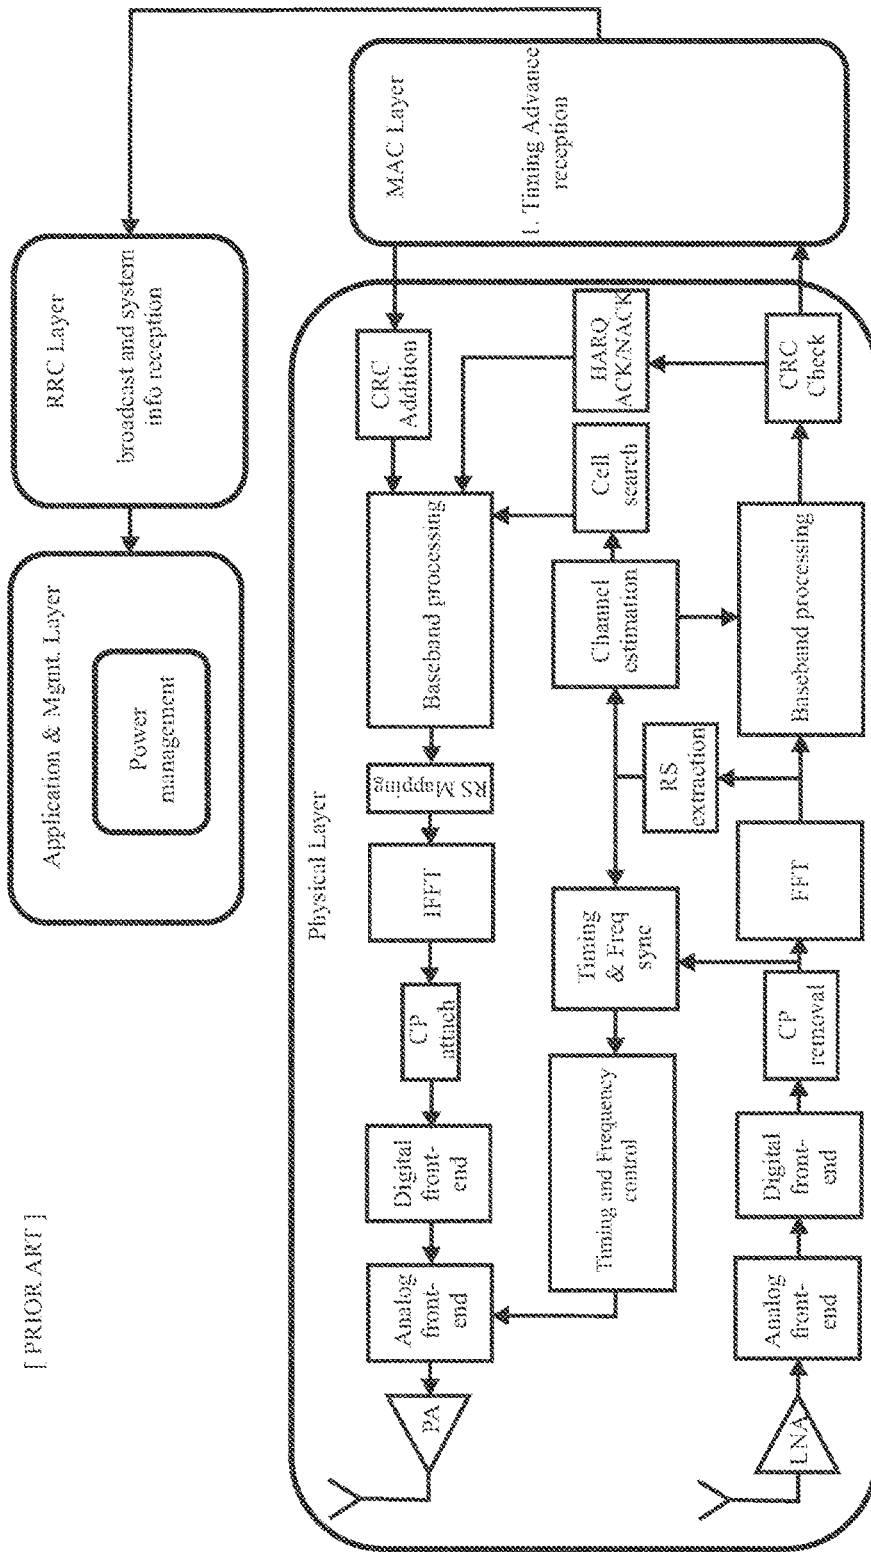 [ PRIOR ART ]
Application & Mgmt. Layer
Power
management
RRC Layer
broadcast and system
info reception
Physical Layer
PA
Analog
front-
end
Digital
front-
end
CP
attach
IFFT
RS Mapping
Baseband processing
CRC
Addition
MAC Layer
1. Timing Advance
reception
Timing and Frequency
control
Timing
& Freq
sync
Channel
estimation
Cell
search
HARQ
ACK/NACK
RS
extraction
LNA
Analog
front-
end
Digital
front-
end
CP
removal
FFT
Baseband processing
CRC
Check